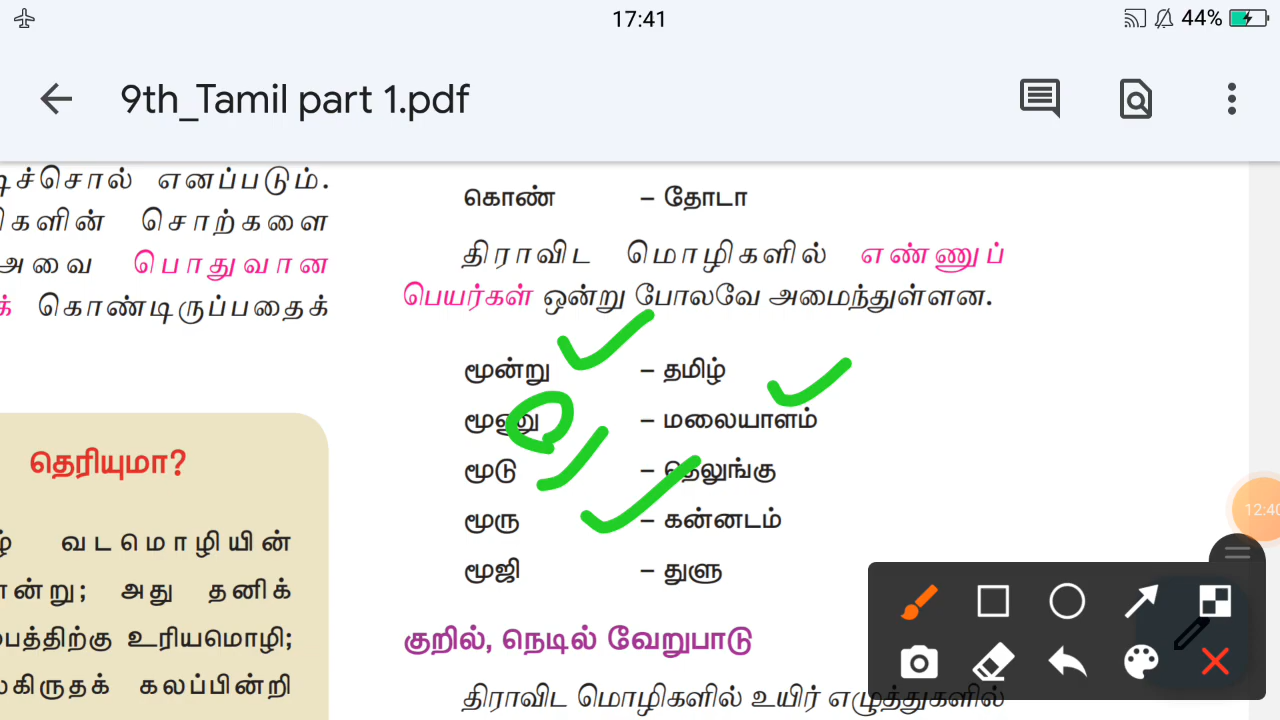 17:41
44%
9th_Tamil part 1.pdf
டிச்சொல் எனப்படும்.
களின் சொற்களை
அவை பொதுவான
க் கொண்டிருப்பதைக்
தெரியுமா?
வடமொழியின்
ன்று; அது தனிக்
பத்திற்கு உரியமொழி;
கிருதக் கலப்பின்றி
கொண் – தோடா
திராவிட மொழிகளில் எண்ணுப்
பெயர்கள் ஒன்று போலவே அமைந்துள்ளன.
மூன்று – தமிழ்
மூணு – மலையாளம்
மூடு – தெலுங்கு
மூரு – கன்னடம்
மூஜி – துளு
குறில், நெடில் வேறுபாடு
திராவிட மொழிகளில் உயிர் எழுத்துகளில்
12:40